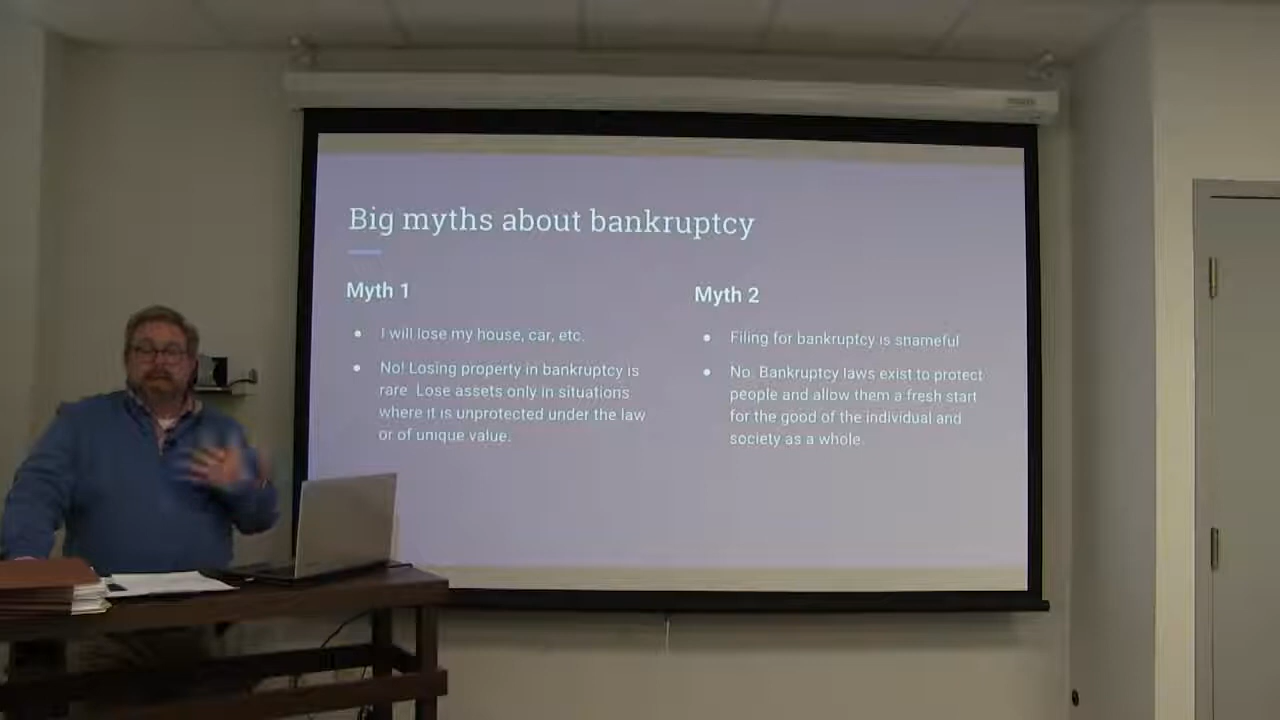 Big myths about bankruptcy
Myth 1
● I will lose my house, car, etc.
● No! Losing property in bankruptcy is
rare. Lose assets only in situations
where it is unprotected under the law
or of unique value.
Myth 2
● Filing for bankruptcy is shameful
● No. Bankruptcy laws exist to protect
people and allow them a fresh start
for the good of the individual and
society as a whole.